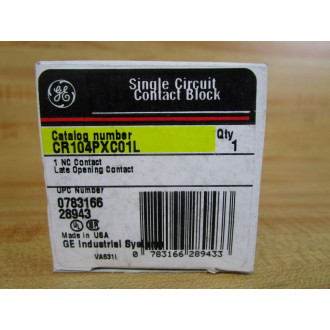 GE
Single Circuit
Contact Block
Catalog number
Qty
CR104PXC01L
1
1 NC Contact
Late Opening Contact
UPC Number
0783166
28943
Made in USA
GE Industrial Systems
VA631I
0 783166 289433